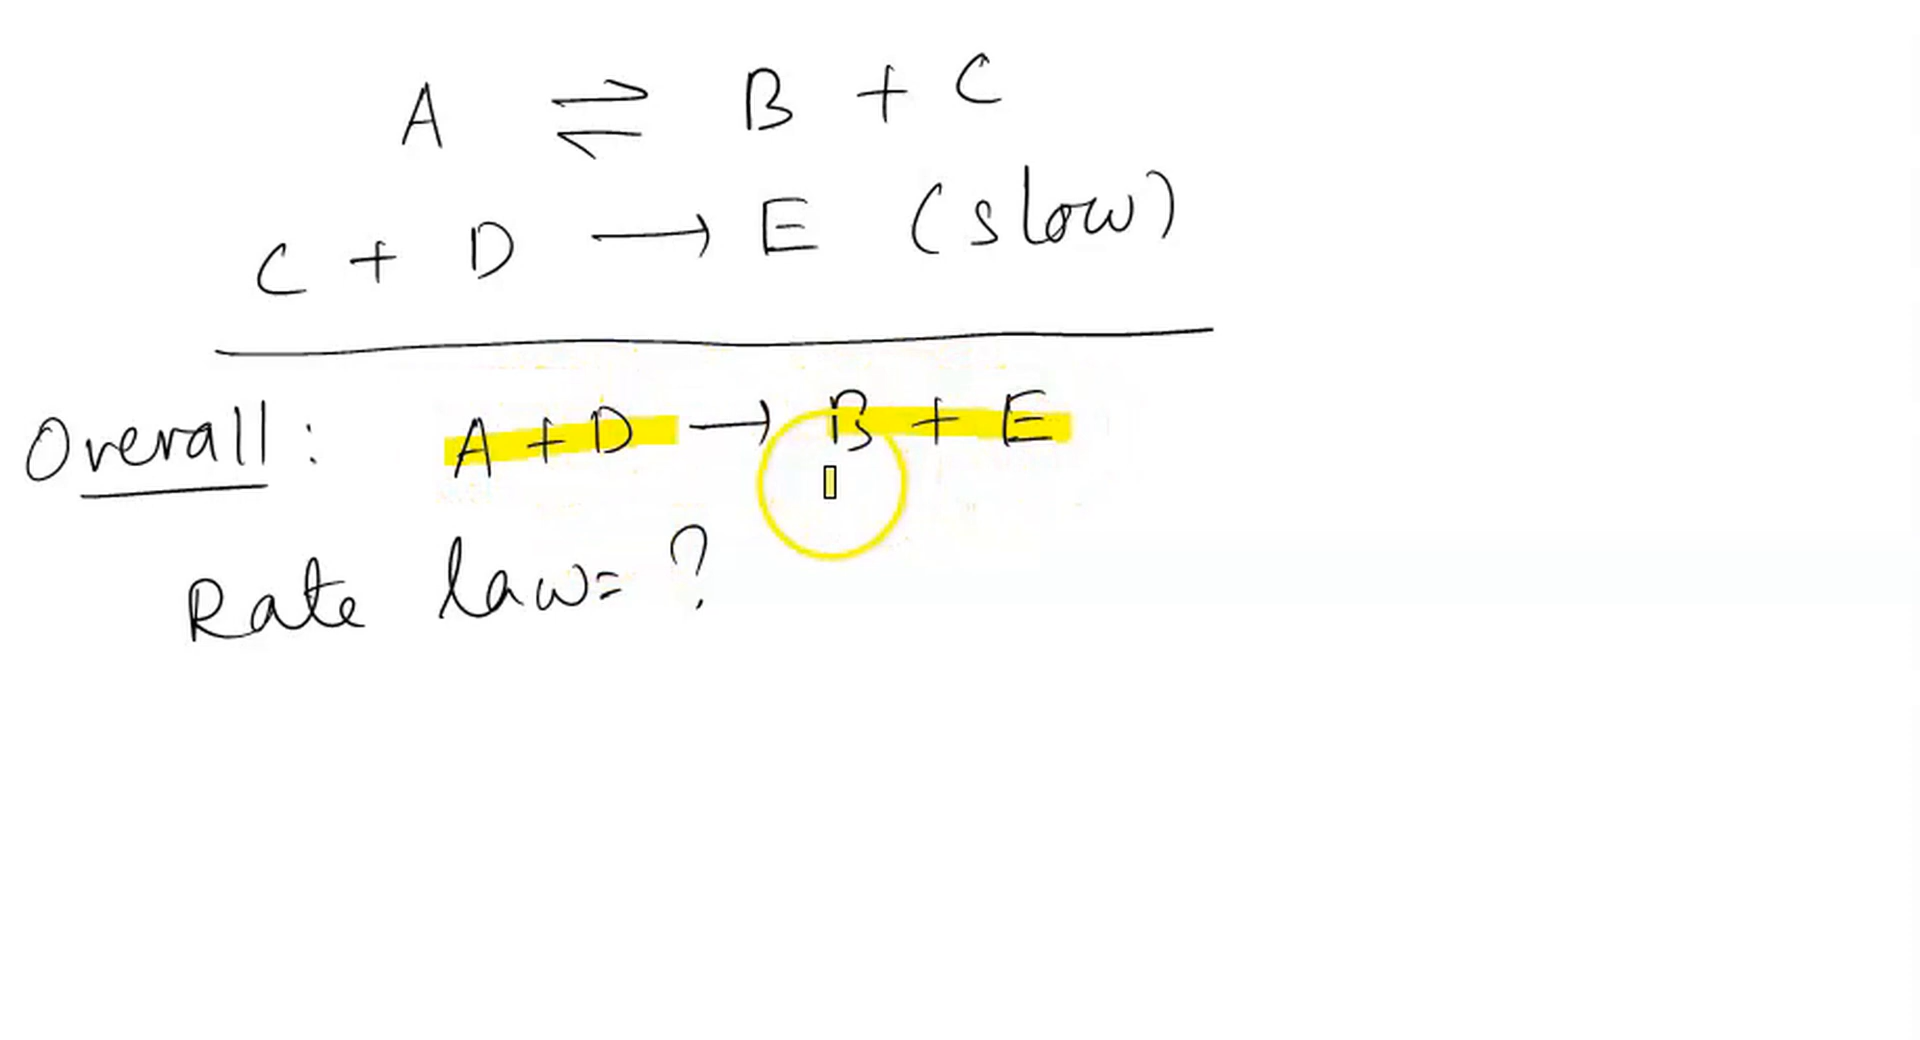 A ⇌ B + C
C + D → E (slow)
Overall: A + D → B + E
Rate law = ?